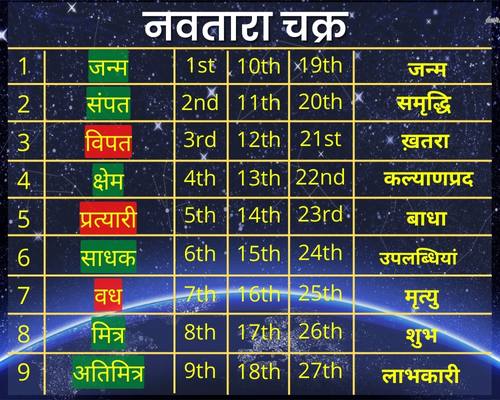 नवतारा चक्र
1 जन्म 1st 10th 19th जन्म
2 संपत 2nd 11th 20th समृद्धि
3 विपत 3rd 12th 21st ख़तरा
4 क्षेम 4th 13th 22nd कल्याणप्रद
5 प्रत्यारी 5th 14th 23rd बाधा
6 साधक 6th 15th 24th उपलब्धियां
7 वध 7th 16th 25th मृत्यु
8 मित्र 8th 17th 26th शुभ
9 अतिमित्र 9th 18th 27th लाभकारी